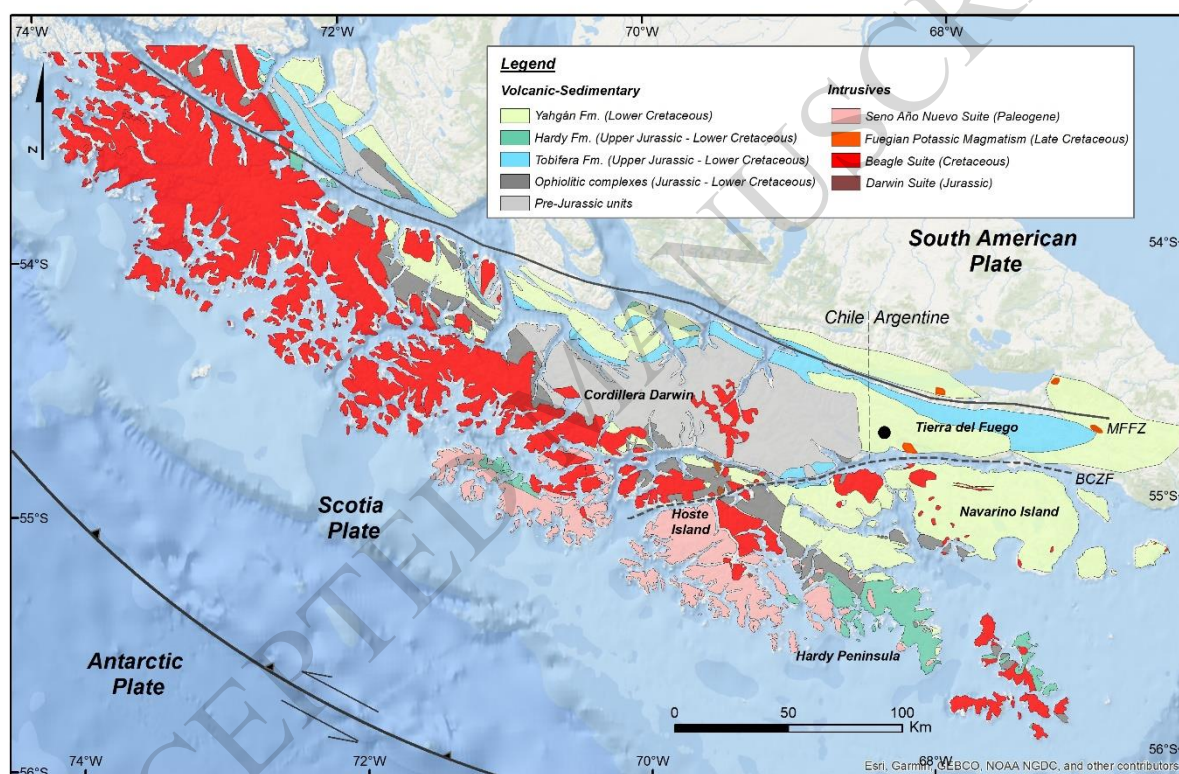 74°W
72°W
70°W
68°W
Legend
Volcanic-Sedimentary
Yahgán Fm. (Lower Cretaceous)
Hardy Fm. (Upper Jurassic - Lower Cretaceous)
Tobifera Fm. (Upper Jurassic - Lower Cretaceous)
Ophiolitic complexes (Jurassic - Lower Cretaceous)
Pre-Jurassic units
Intrusives
Seno Año Nuevo Suite (Paleogene)
Fuegian Potassic Magmatism (Late Cretaceous)
Beagle Suite (Cretaceous)
Darwin Suite (Jurassic)
N
South American
Plate
54°S
54°S
Chile
Argentine
Cordillera Darwin
Tierra del Fuego
MFFZ
BCZF
55°S
55°S
Scotia
Plate
Hoste
Island
Navarino Island
Antarctic
Plate
Hardy Peninsula
0
50
100
Km
56°S
56°S
74°W
72°W
70°W
68°W
Esri, Garmin, GEBCO, NOAA NGDC, and other contributors
CERTED MANUSCRI